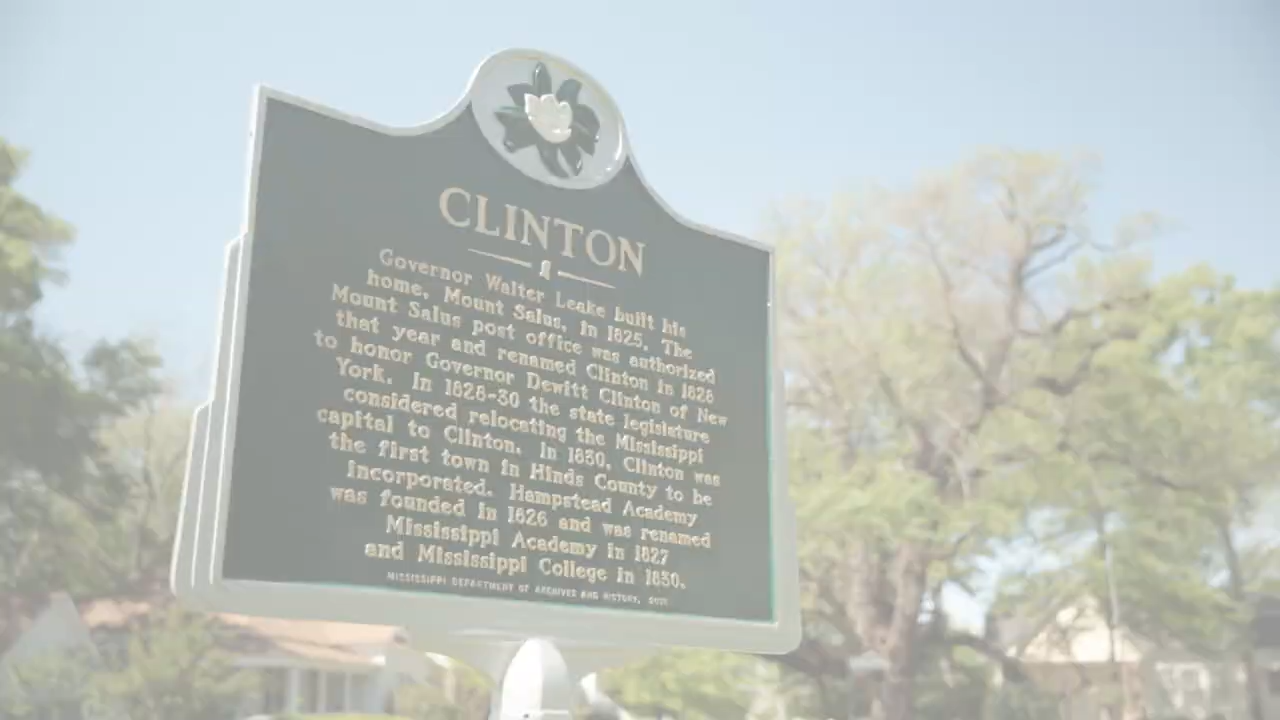 CLINTON
Governor Walter Leake built his
home, Mount Salus, in 1825. The
Mount Salus post office was authorized
that year and renamed Clinton in 1828
to honor Governor Dewitt Clinton of New
York. In 1828-30 the state legislature
considered relocating the Mississippi
capital to Clinton. In 1830, Clinton was
the first town in Hinds County to be
incorporated. Hampstead Academy
was founded in 1826 and was renamed
Mississippi Academy in 1827
and Mississippi College in 1830.
MISSISSIPPI DEPARTMENT OF ARCHIVES AND HISTORY,